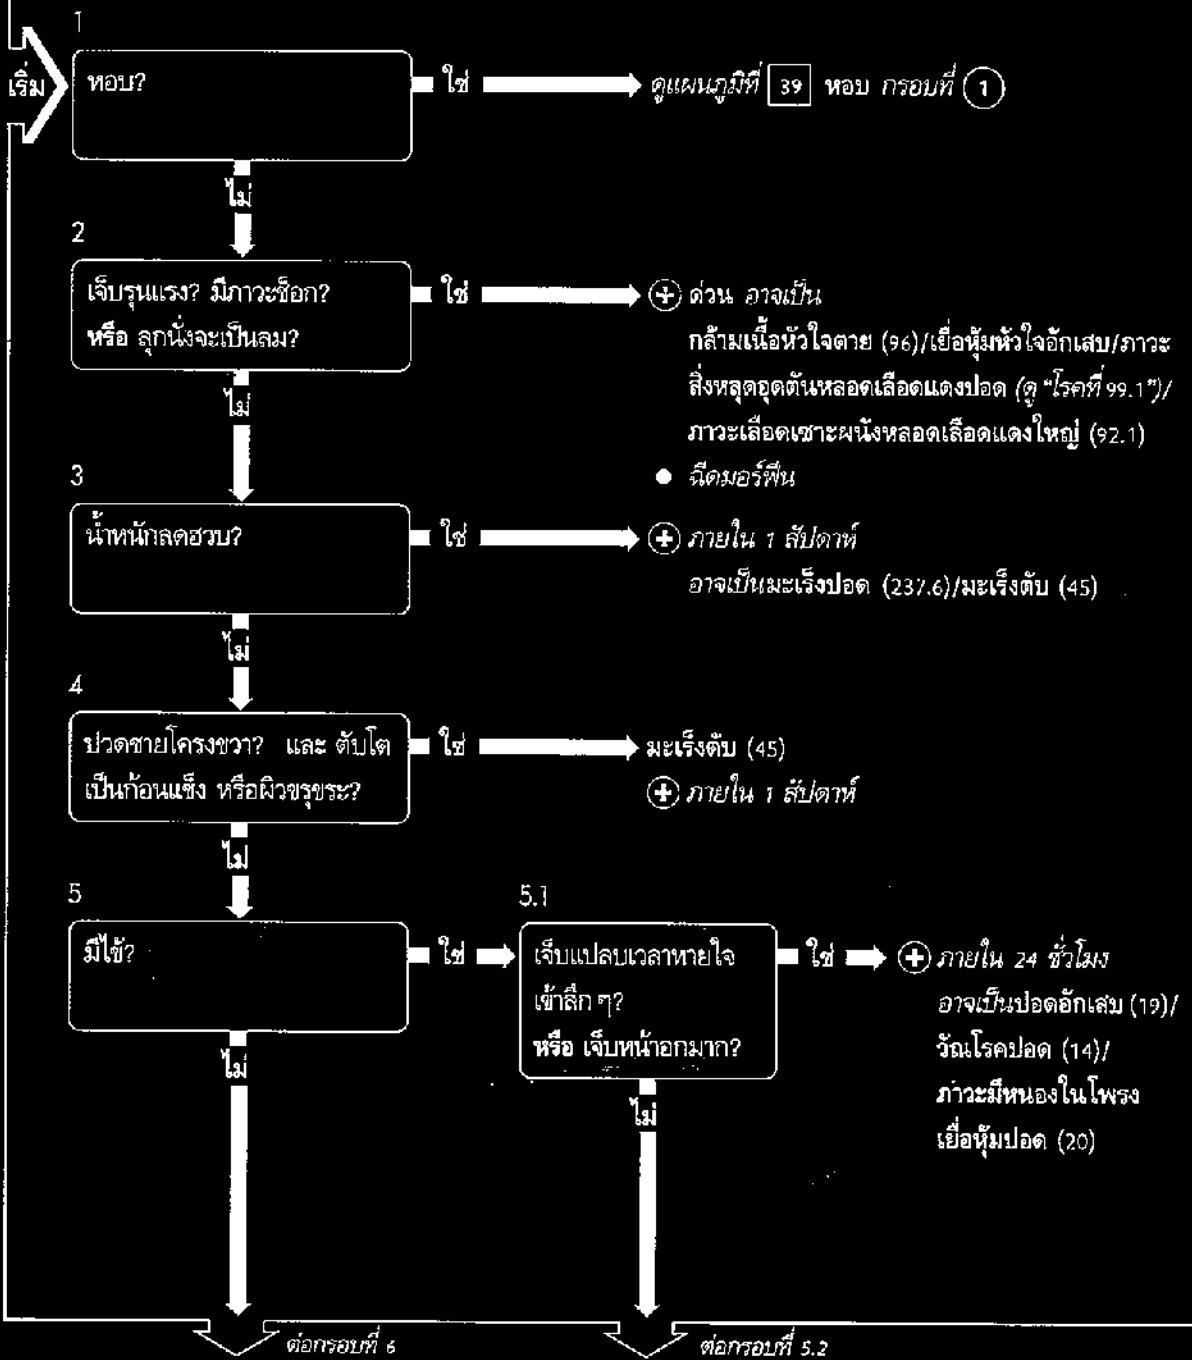 1
เริ่ม
หอบ?
ใช่
ดูแผนภูมิที่ 39 หอบ กรอบที่ 1
ไม่
2
เจ็บรุนแรง? มีภาวะช็อก?
หรือ ลุกนั่งจะเป็นลม?
ใช่
ด่วน อาจเป็น
กล้ามเนื้อหัวใจตาย (96)/เยื่อหุ้มหัวใจอักเสบ/ภาวะ
สิ่งหลุดอุดตันหลอดเลือดแดงปอด (ดู "โรคที่ 99.1")/
ภาวะเลือดเซาะผนังหลอดเลือดแดงใหญ่ (92.1)
● ฉีดมอร์ฟีน
ไม่
3
น้ำหนักลดฮวบ?
ใช่
ภายใน 1 สัปดาห์
อาจเป็นมะเร็งปอด (237.6)/มะเร็งตับ (45)
ไม่
4
ปวดชายโครงขวา? และ ตับโต
เป็นก้อนแข็ง หรือผิวขรุขระ?
ใช่
มะเร็งตับ (45)
ภายใน 1 สัปดาห์
ไม่
5
มีไข้?
ใช่
5.1
เจ็บแปลบเวลาหายใจ
เข้าลึก ๆ?
หรือ เจ็บหน้าอกมาก?
ใช่
ภายใน 24 ชั่วโมง
อาจเป็นปอดอักเสบ (19)/
วัณโรคปอด (14)/
ภาวะมีหนองในโพรง
เยื่อหุ้มปอด (20)
ไม่
ไม่
ต่อกรอบที่ 6
ต่อกรอบที่ 5.2